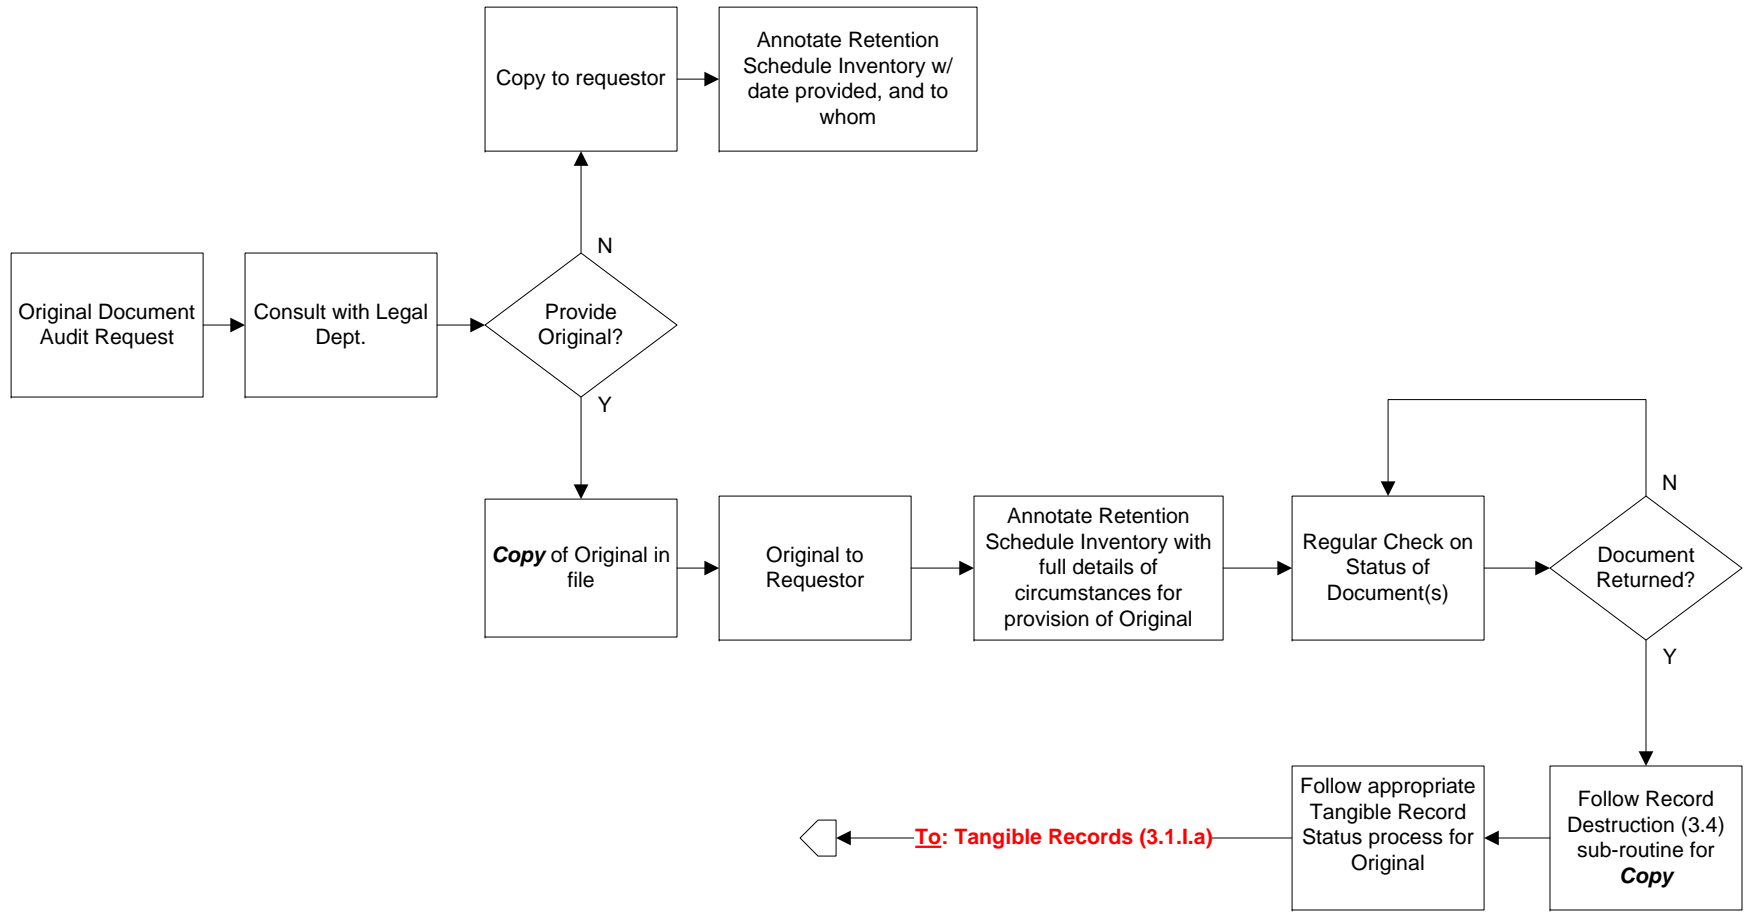 Copy to requestor
Annotate Retention
Schedule Inventory w/
date provided, and to
whom
N
Original Document
Audit Request
Consult with Legal
Dept.
Provide
Original?
Y
Copy of Original in
file
Original to
Requestor
Annotate Retention
Schedule Inventory with
full details of
circumstances for
provision of Original
Regular Check on
Status of
Document(s)
N
Document
Returned?
Y
Follow Record
Destruction (3.4)
sub-routine for
Copy
Follow appropriate
Tangible Record
Status process for
Original
To: Tangible Records (3.1.I.a)